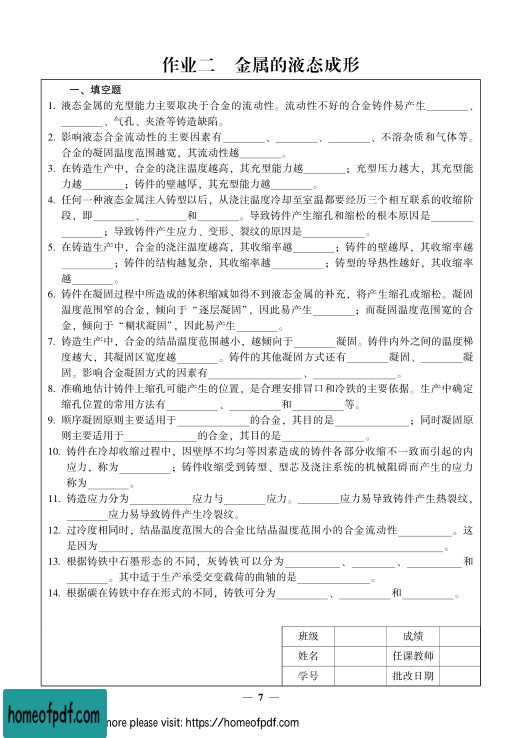 作业二 金属的液态成形
一、填空题
1. 液态金属的充型能力主要取决于合金的流动性。流动性不好的合金铸件易产生________、
________、气孔、夹渣等铸造缺陷。
2. 影响液态合金流动性的主要因素有________、________、________、不溶杂质和气体等。
合金的凝固温度范围越宽，其流动性越________。
3. 在铸造生产中，合金的浇注温度越高，其充型能力越________；充型压力越大，其充型能
力越________；铸件的壁越厚，其充型能力越________。
4. 任何一种液态金属注入铸型以后，从浇注温度冷却至室温都要经历三个相互联系的收缩阶
段，即________、________和________。导致铸件产生缩孔和缩松的根本原因是________
________；导致铸件产生应力、变形、裂纹的原因是____________。
5. 在铸造生产中，合金的浇注温度越高，其收缩率越________；铸件的壁越厚，其收缩率越
__________；铸件的结构越复杂，其收缩率越__________；铸型的导热性越好，其收缩率
越________。
6. 铸件在凝固过程中所造成的体积缩减如得不到液态金属的补充，将产生缩孔或缩松。凝固
温度范围窄的合金，倾向于“逐层凝固”，因此易产生________；而凝固温度范围宽的合
金，倾向于“糊状凝固”，因此易产生________。
7. 铸造生产中，合金的结晶温度范围越小，越倾向于________凝固。铸件内外之间的温度梯
度越大，其凝固区宽度越________。铸件的其他凝固方式还有________凝固、________凝
固。影响合金凝固方式的因素有__________________、________________。
8. 准确地估计铸件上缩孔可能产生的位置，是合理安排冒口和冷铁的主要依据。生产中确定
缩孔位置的常用方法有__________、__________和__________等。
9. 顺序凝固原则主要适用于______________的合金，其目的是______________；同时凝固原
则主要适用于______________的合金，其目的是________________。
10. 铸件在冷却收缩过程中，因壁厚不均匀等因素造成的铸件各部分收缩不一致而引起的内
应力，称为__________；铸件收缩受到铸型、型芯及浇注系统的机械阻碍而产生的应力
称为________。
11. 铸造应力分为____________应力与________应力。________应力易导致铸件产生热裂纹，
________应力易导致铸件产生冷裂纹。
12. 过冷度相同时，结晶温度范围大的合金比结晶温度范围小的合金流动性__________。这
是因为____________________________________________________________________。
13. 根据铸铁中石墨形态的不同，灰铸铁可以分为__________、________、__________和
________。其中适于生产承受交变载荷的曲轴的是______________。
14. 根据碳在铸铁中存在形式的不同，铸铁可分为__________、__________和__________。
班级 成绩
姓名 任课教师
学号 批改日期
— 7 —
homeofpdf.com
more please visit: https://homeofpdf.com